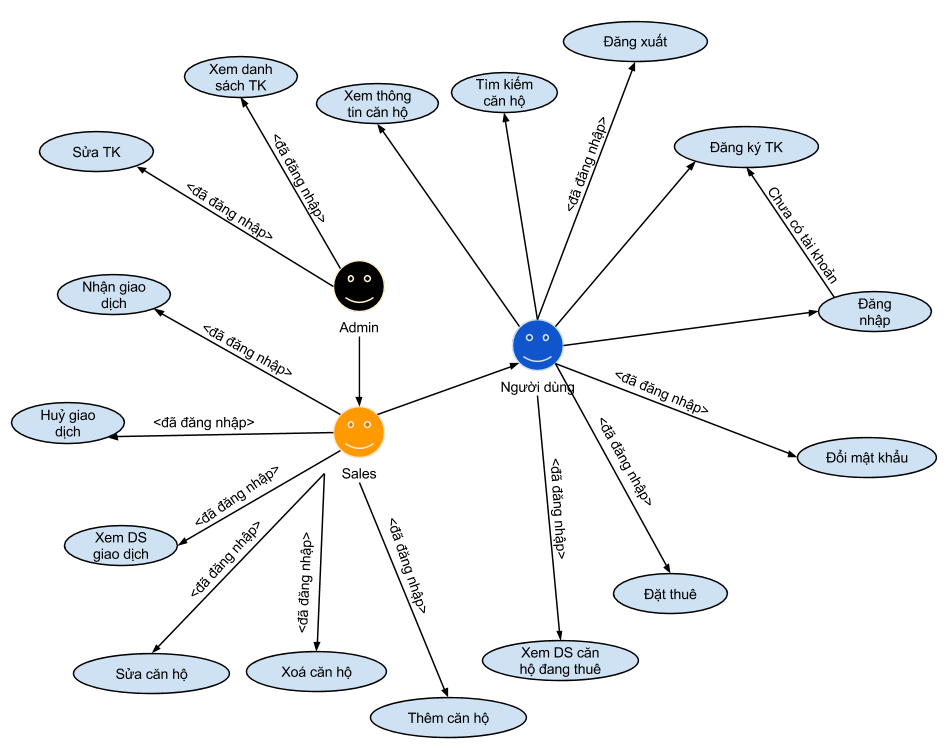 Đăng xuất
Xem danh
sách TK
Tìm kiếm
căn hộ
Xem thông
tin căn hộ
<đã đăng nhập>
Đăng ký TK
Sửa TK
<đã đăng nhập>
<đã đăng nhập>
Chưa có tài khoản
Nhận giao
dịch
Đăng
nhập
Admin
<đã đăng nhập>
Người dùng
<đã đăng nhập>
Huỷ giao
dịch
<đã đăng nhập>
Đổi mật khẩu
<đã đăng nhập>
Sales
<đã đăng nhập>
<đã đăng nhập>
Xem DS
giao dịch
<đã đăng nhập>
<đã đăng nhập>
<đã đăng nhập>
Đặt thuê
Xem DS căn
hộ đang thuê
Sửa căn hộ
Xoá căn hộ
Thêm căn hộ